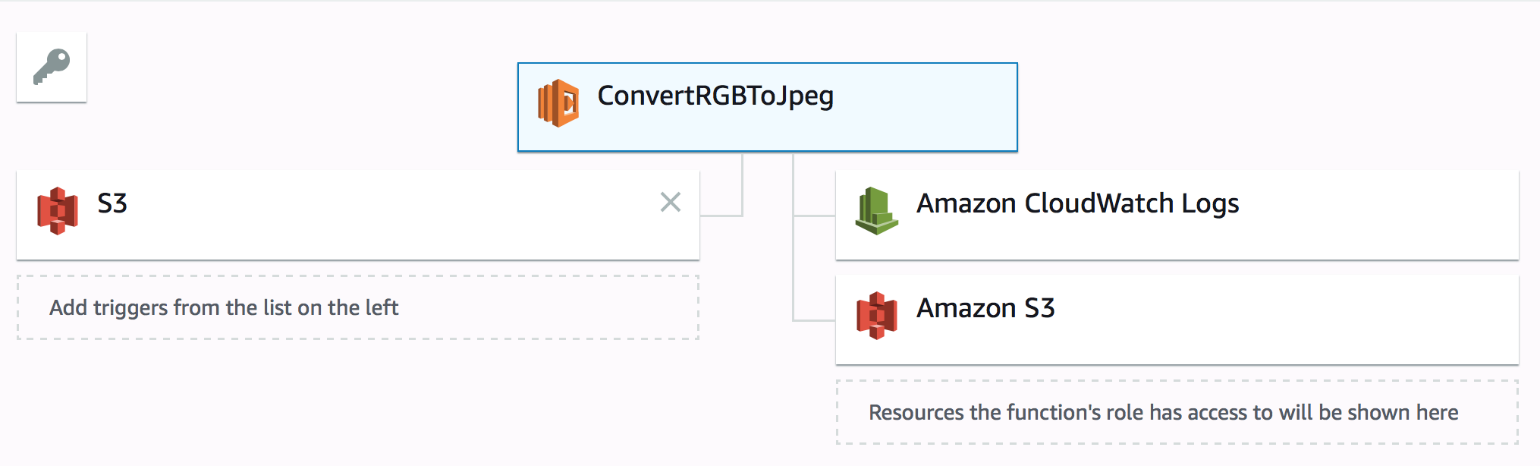 ConvertRGBToJpeg
S3
Add triggers from the list on the left
Amazon CloudWatch Logs
Amazon S3
Resources the function's role has access to will be shown here